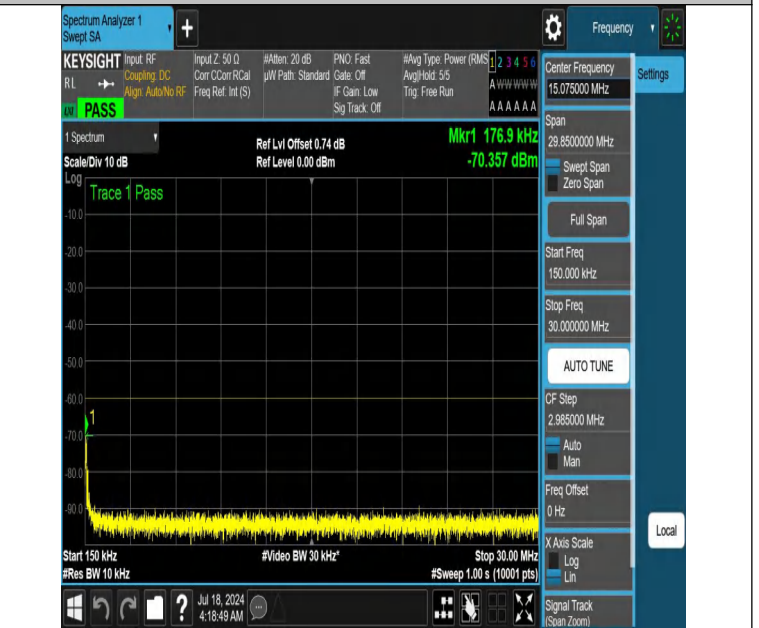 Spectrum Analyzer 1
Swept SA
+
Frequency
KEYSIGHT
RL
PASS
Input: RF
Coupling: DC
Align: Auto/No RF
Input Z: 50 Ω
Corr CCorr RCal
Freq Ref: Int (S)
#Atten: 20 dB
µW Path: Standard
PNO: Fast
Gate: Off
IF Gain: Low
Sig Track: Off
#Avg Type: Power (RMS
Avg|Hold: 5/5
Trig: Free Run
1 2 3 4 5 6
A W W W W W
A A A A A A
1 Spectrum
Scale/Div 10 dB
Ref Lvl Offset 0.74 dB
Ref Level 0.00 dBm
Mkr1 176.9 kHz
-70.357 dBm
Log
Trace 1 Pass
-10.0
-20.0
-30.0
-40.0
-50.0
-60.0
1
-70.0
-80.0
-90.0
Start 150 kHz
#Video BW 30 kHz*
Stop 30.00 MHz
#Res BW 10 kHz
#Sweep 1.00 s (10001 pts)
?
Jul 18, 2024
4:18:49 AM
Center Frequency
15.075000 MHz
Settings
Span
29.8500000 MHz
Swept Span
Zero Span
Full Span
Start Freq
150.000 kHz
Stop Freq
30.000000 MHz
AUTO TUNE
CF Step
2.985000 MHz
Auto
Man
Freq Offset
0 Hz
Local
X Axis Scale
Log
Lin
Signal Track
(Span Zoom)